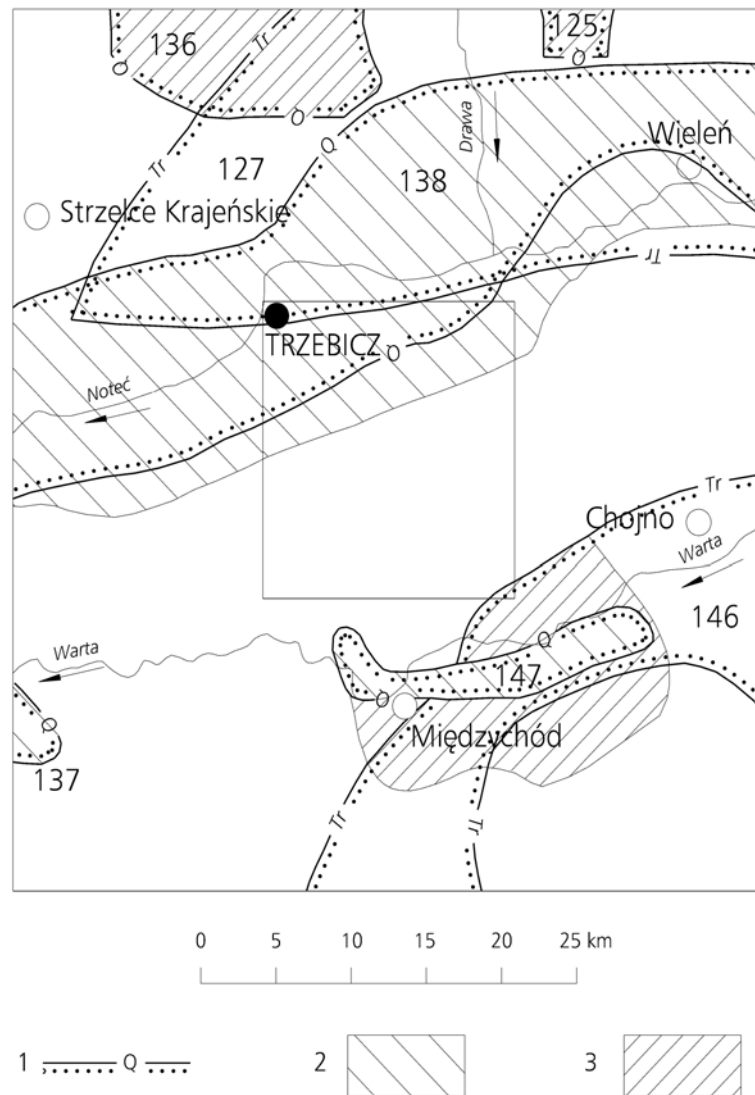 136
125
Tr
Q
Q
Q
Drawa
Wieleń
127
138
Strzelce Krajeńskie
Tr
Tr
TRZEBICZ
Q
Noteć
Tr
Chojno
Warta
146
Q
Warta
147
Q
Q
Międzychód
137
Tr
Tr
0 5 10 15 20 25 km
1 Q 2 3